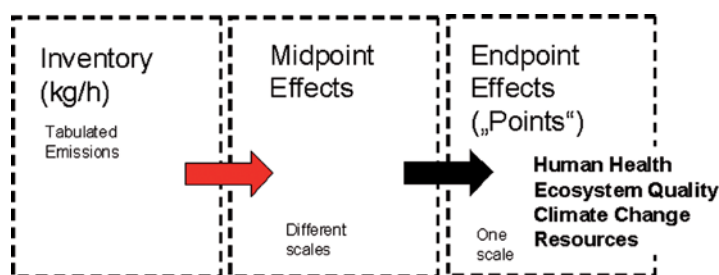 Inventory
(kg/h)
Tabulated
Emissions
Midpoint
Effects
Different
scales
Endpoint
Effects
(„Points“)
Human Health
Ecosystem Quality
Climate Change
Resources
One
scale